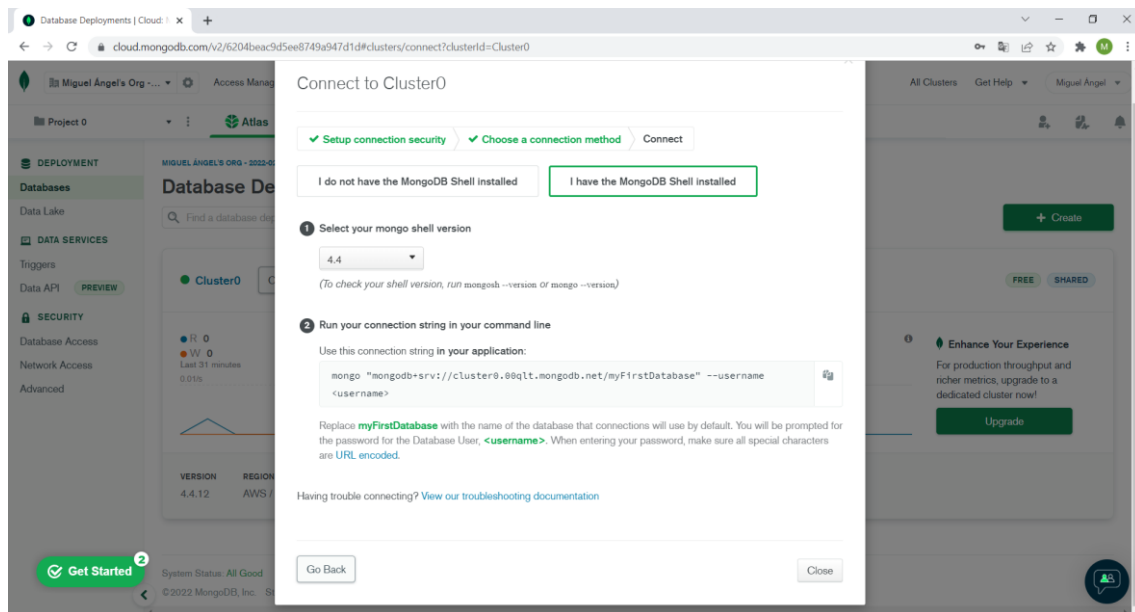 Database Deployments | Cloud:
cloud.mongodb.com/v2/6204beac9d5ee8749a947d1d#clusters/connect?clusterId=Cluster0
M
Miguel Ángel's Org -...
Access Manag
All Clusters
Get Help
Miguel Ángel
Project 0
Atlas
DEPLOYMENT
Databases
Data Lake
DATA SERVICES
Triggers
Data API PREVIEW
SECURITY
Database Access
Network Access
Advanced
MIGUEL ÁNGEL'S ORG - 2022-0
Database De
Find a database dep
+ Create
Cluster0
FREE SHARED
R 0
W 0
Last 31 minutes
0.01/s
VERSION REGION
4.4.12 AWS /
Enhance Your Experience
For production throughput and
richer metrics, upgrade to a
dedicated cluster now!
Upgrade
Connect to Cluster0
✔ Setup connection security
✔ Choose a connection method
Connect
I do not have the MongoDB Shell installed
I have the MongoDB Shell installed
1 Select your mongo shell version
4.4
(To check your shell version, run mongosh --version or mongo --version)
2 Run your connection string in your command line
Use this connection string in your application:
mongo "mongodb+srv://cluster0.00qlt.mongodb.net/myFirstDatabase" --username
<username>
Replace myFirstDatabase with the name of the database that connections will use by default. You will be prompted for
the password for the Database User, <username>. When entering your password, make sure all special characters
are URL encoded.
Having trouble connecting? View our troubleshooting documentation
Go Back
Close
Get Started
2
System Status: All Good
©2022 MongoDB, Inc. St